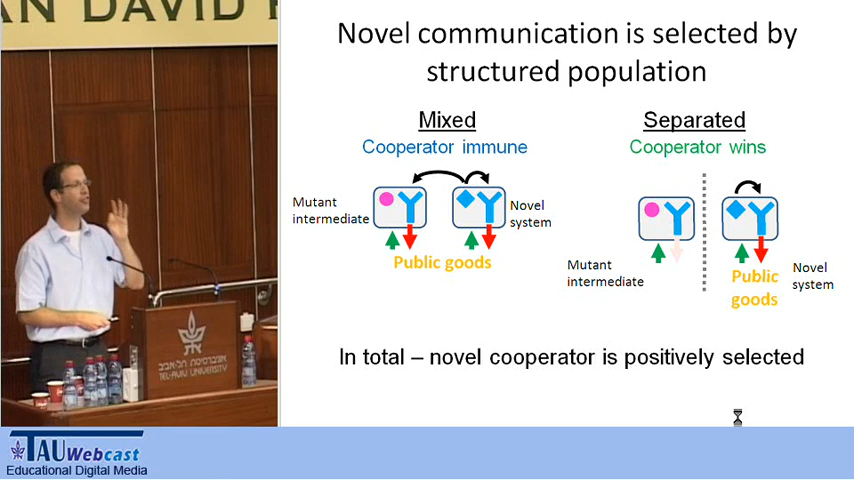 AN DAVID
Novel communication is selected by
structured population
Mixed
Separated
Cooperator immune
Cooperator wins
Mutant
intermediate
Novel
system
Public goods
Mutant
intermediate
Public
goods
Novel
system
In total – novel cooperator is positively selected
אוניברסיטת תל-אביב
TEL-AVIV UNIVERSITY
TAU Webcast
Educational Digital Media